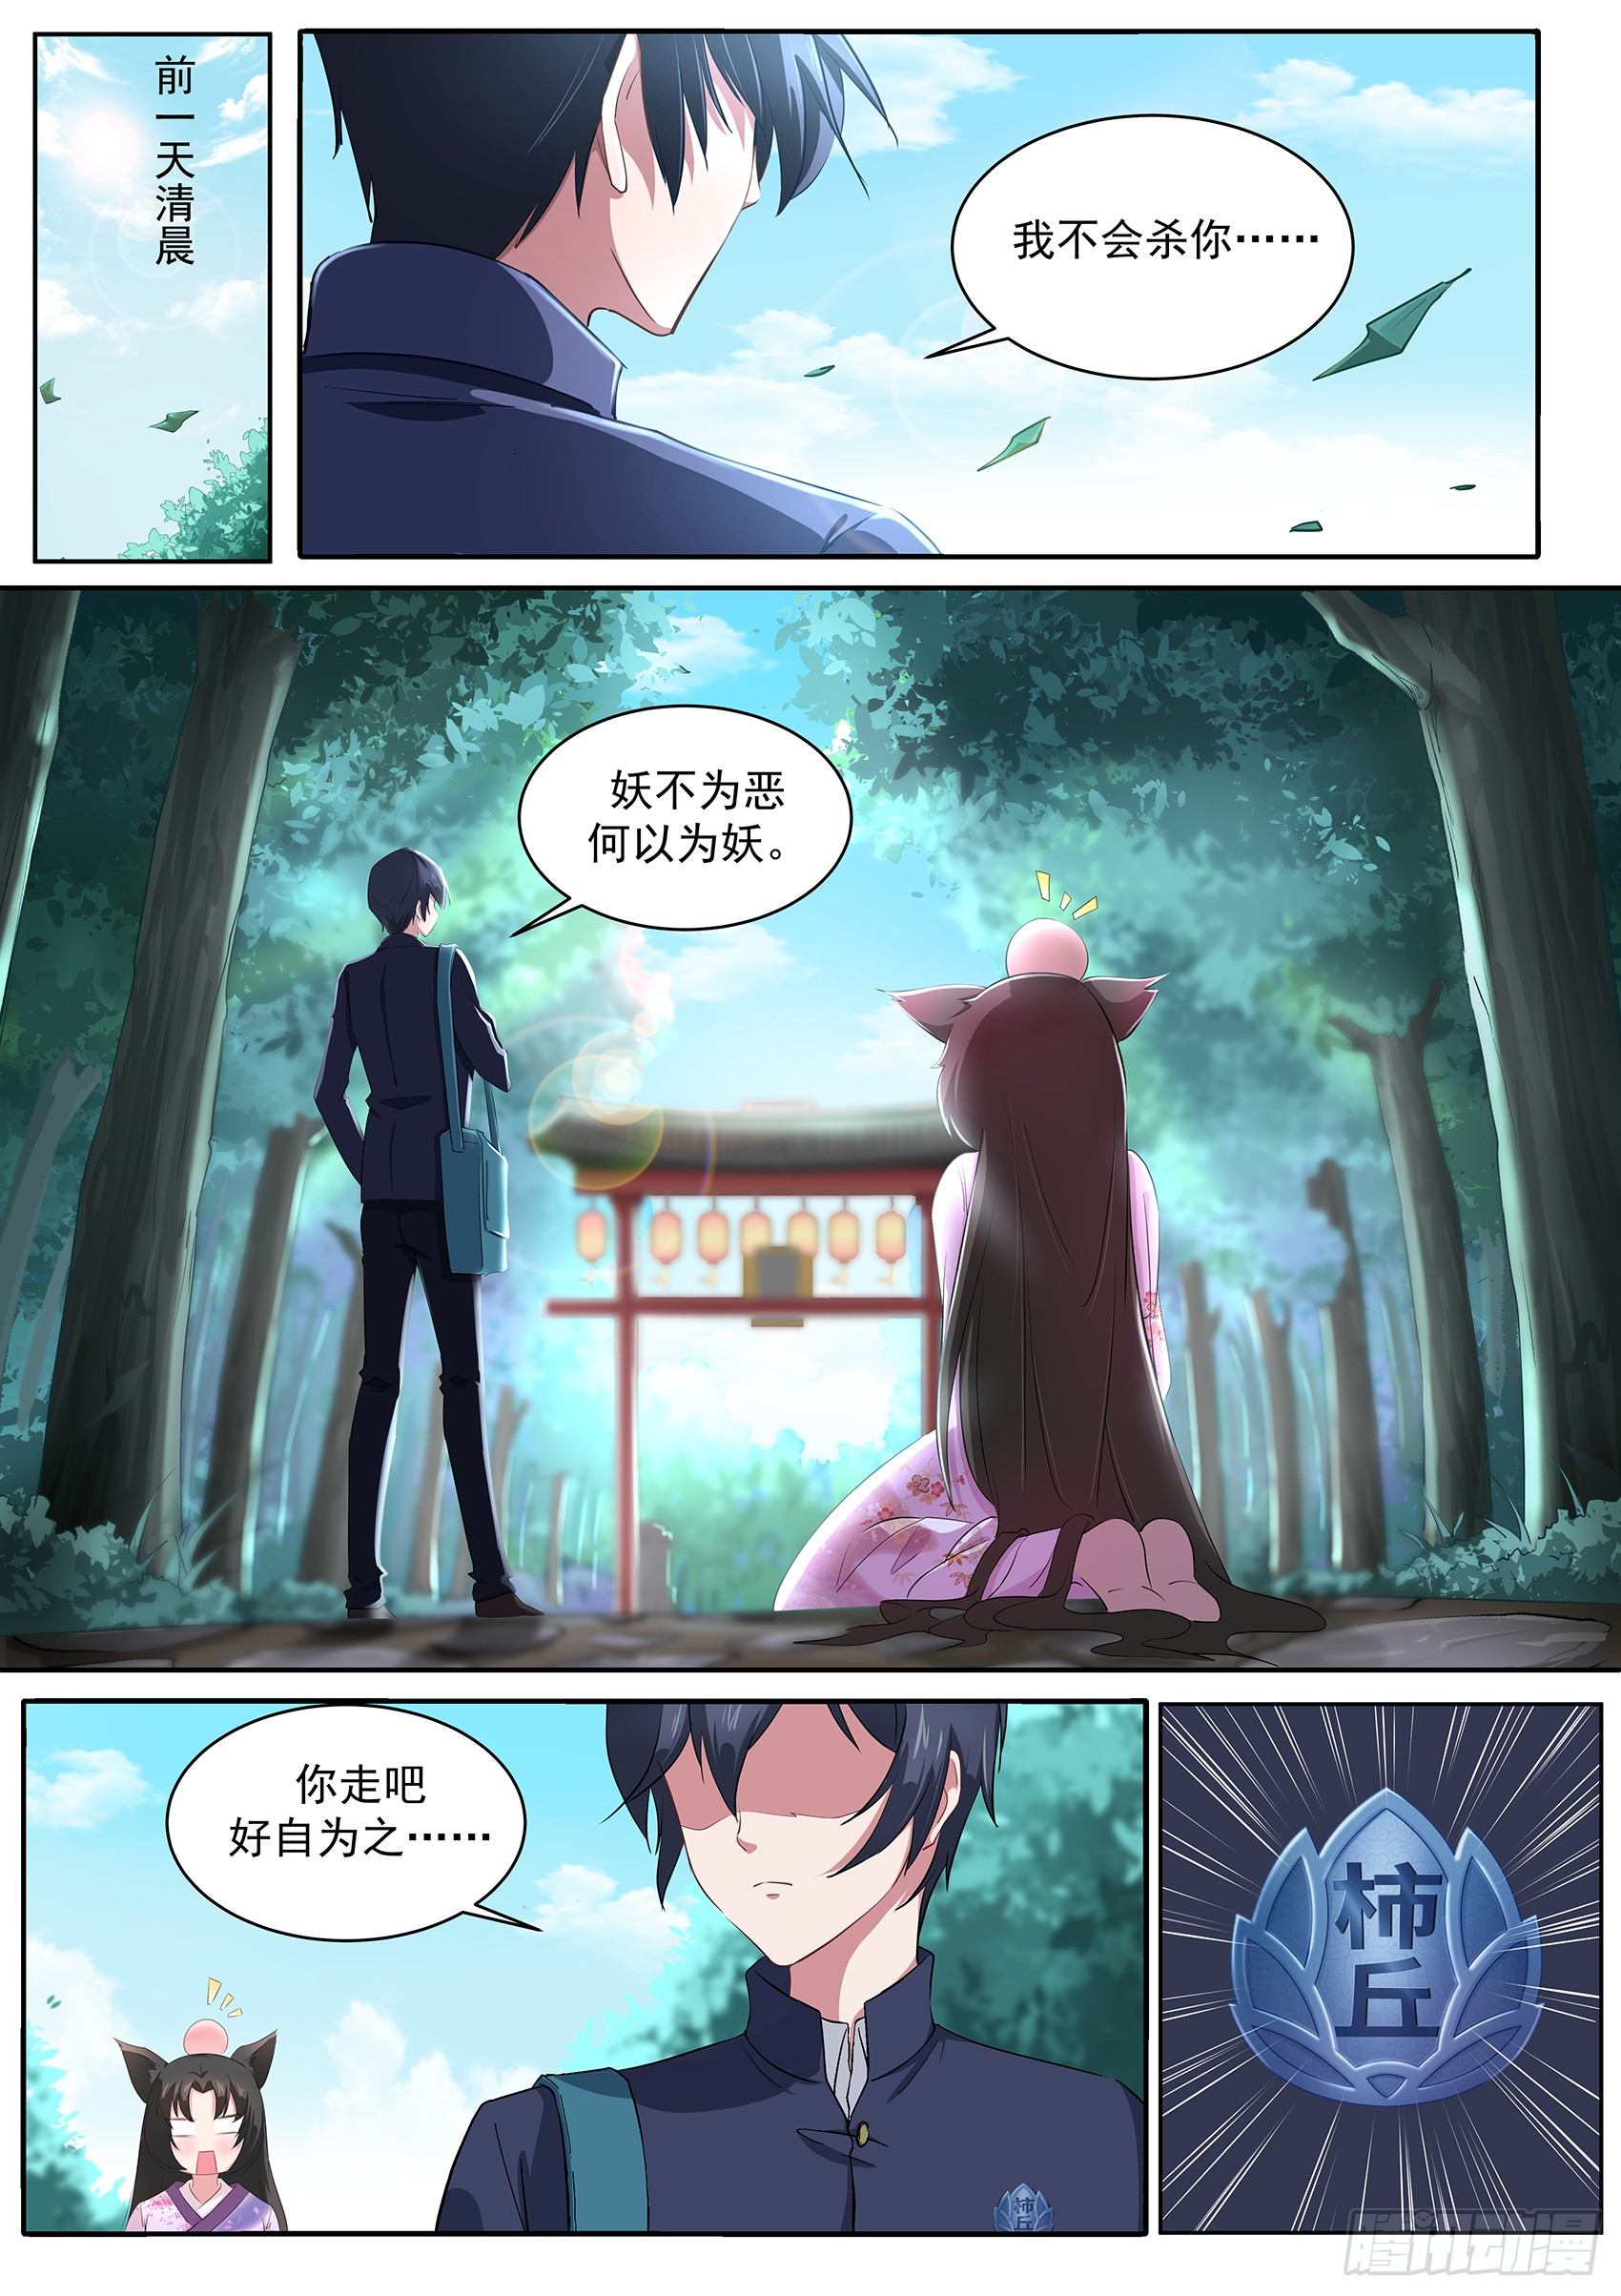 前一天清晨
我不会杀你……
妖不为恶
何以为妖。
你走吧
好自为之……
柿丘
柿丘
腾讯动漫